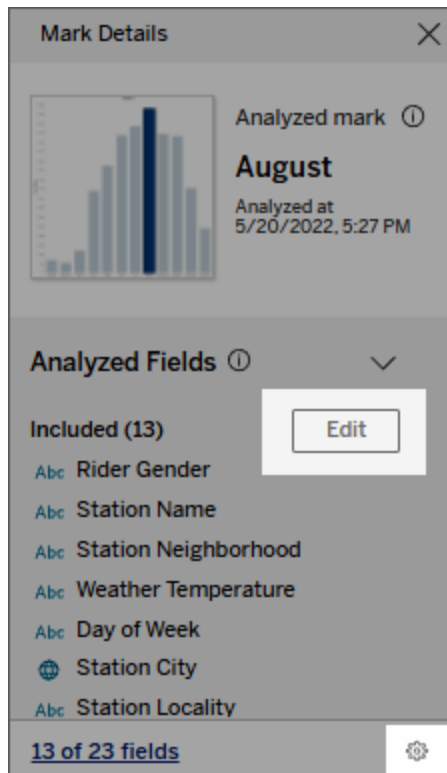 Mark Details
Analyzed mark
August
Analyzed at
5/20/2022, 5:27 PM
Analyzed Fields
Included (13)
Edit
Abc Rider Gender
Abc Station Name
Abc Station Neighborhood
Abc Weather Temperature
Abc Day of Week
Station City
Abc Station Locality
13 of 23 fields